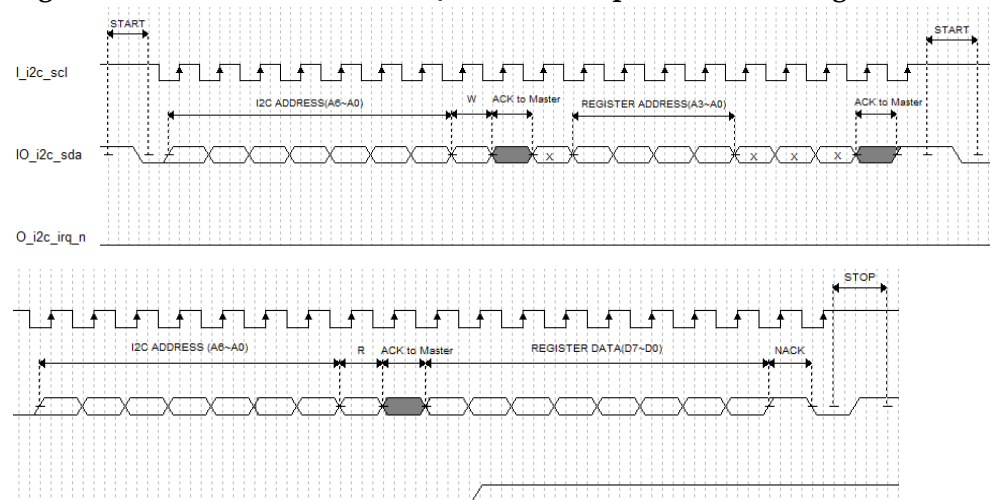 START
START
I_i2c_scl
I2C ADDRESS(A6~A0)
W
ACK to Master
REGISTER ADDRESS(A3~A0)
ACK to Master
IO_i2c_sda
X
X
X
X
O_i2c_irq_n
STOP
I2C ADDRESS (A6~A0)
R
ACK to Master
REGISTER DATA(D7~D0)
NACK